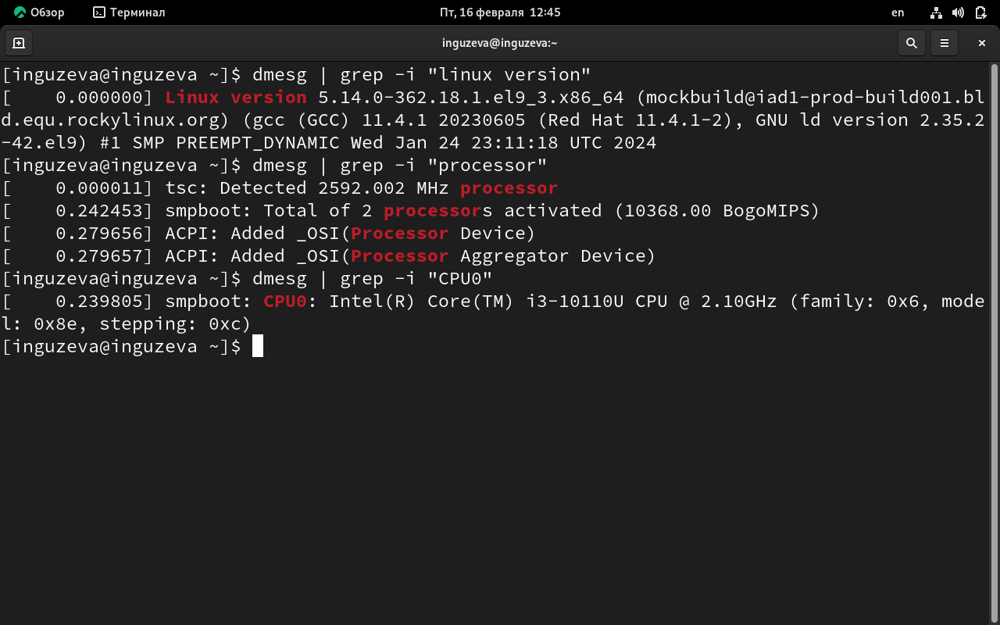 Обзор Терминал Пт, 16 февраля 12:45 en
inguzeva@inguzeva:~
[inguzeva@inguzeva ~]$ dmesg | grep -i "linux version"
[    0.000000] Linux version 5.14.0-362.18.1.el9_3.x86_64 (mockbuild@iad1-prod-build001.bl
d.equ.rockylinux.org) (gcc (GCC) 11.4.1 20230605 (Red Hat 11.4.1-2), GNU ld version 2.35.2
-42.el9) #1 SMP PREEMPT_DYNAMIC Wed Jan 24 23:11:18 UTC 2024
[inguzeva@inguzeva ~]$ dmesg | grep -i "processor"
[    0.000011] tsc: Detected 2592.002 MHz processor
[    0.242453] smpboot: Total of 2 processors activated (10368.00 BogoMIPS)
[    0.279656] ACPI: Added _OSI(Processor Device)
[    0.279657] ACPI: Added _OSI(Processor Aggregator Device)
[inguzeva@inguzeva ~]$ dmesg | grep -i "CPU0"
[    0.239805] smpboot: CPU0: Intel(R) Core(TM) i3-10110U CPU @ 2.10GHz (family: 0x6, mode
l: 0x8e, stepping: 0xc)
[inguzeva@inguzeva ~]$